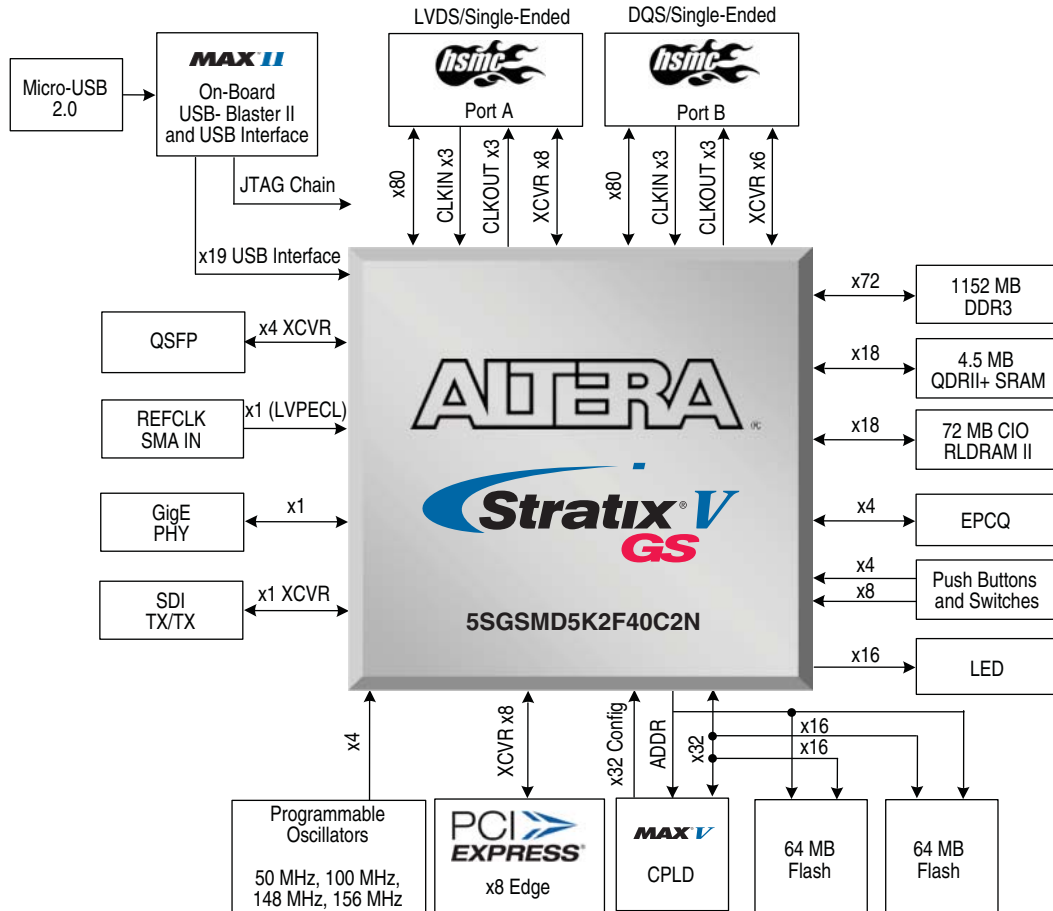 LVDS/Single-Ended
DQS/Single-Ended
hsmc
Port A
hsmc
Port B
Micro-USB
2.0
MAX II
On-Board
USB- Blaster II
and USB Interface
x80
CLKIN x3
CLKOUT x3
XCVR x8
x80
CLKIN x3
CLKOUT x3
XCVR x6
JTAG Chain
x19 USB Interface
QSFP
x4 XCVR
REFCLK
SMA IN
x1 (LVPECL)
GigE
PHY
x1
SDI
TX/TX
x1 XCVR
ALTERA
®
Stratix® V
GS
5SGSMD5K2F40C2N
x72
1152 MB
DDR3
x18
4.5 MB
QDRII+ SRAM
x18
72 MB CIO
RLDRAM II
x4
EPCQ
x4
x8
Push Buttons
and Switches
x16
LED
x4
XCVR x8
x32 Config
ADDR
x32
x16
x16
Programmable
Oscillators
50 MHz, 100 MHz,
148 MHz, 156 MHz
PCI
EXPRESS®
x8 Edge
MAX V
CPLD
64 MB
Flash
64 MB
Flash